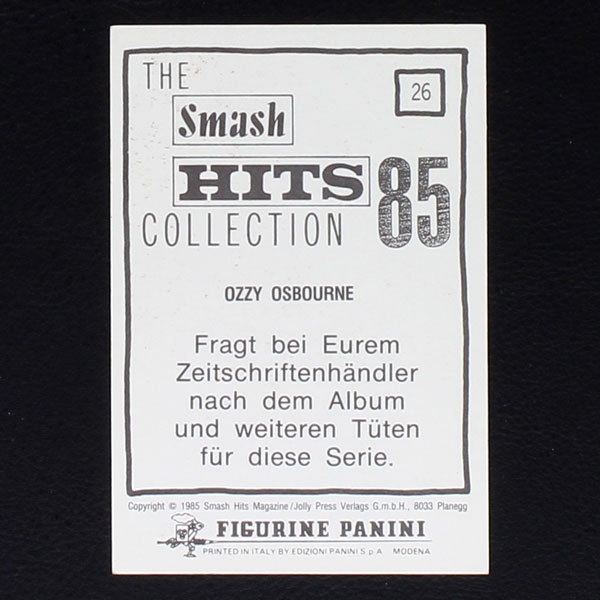 THE
26
Smash
HITS
85
COLLECTION
OZZY OSBOURNE
Fragt bei Eurem
Zeitschriftenhändler
nach dem Album
und weiteren Tüten
für diese Serie.
Copyright © 1985 Smash Hits Magazine/Jolly Press Verlags G.m.b.H., 8033 Planegg
FIGURINE PANINI
PRINTED IN ITALY BY EDIZIONI PANINI S.p.A. MODENA